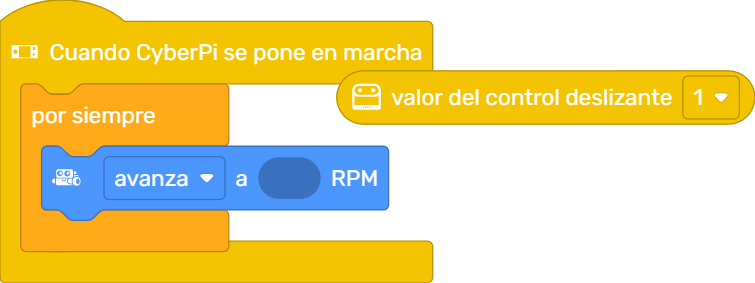 Cuando CyberPi se pone en marcha
valor del control deslizante 1
por siempre
avanza a RPM